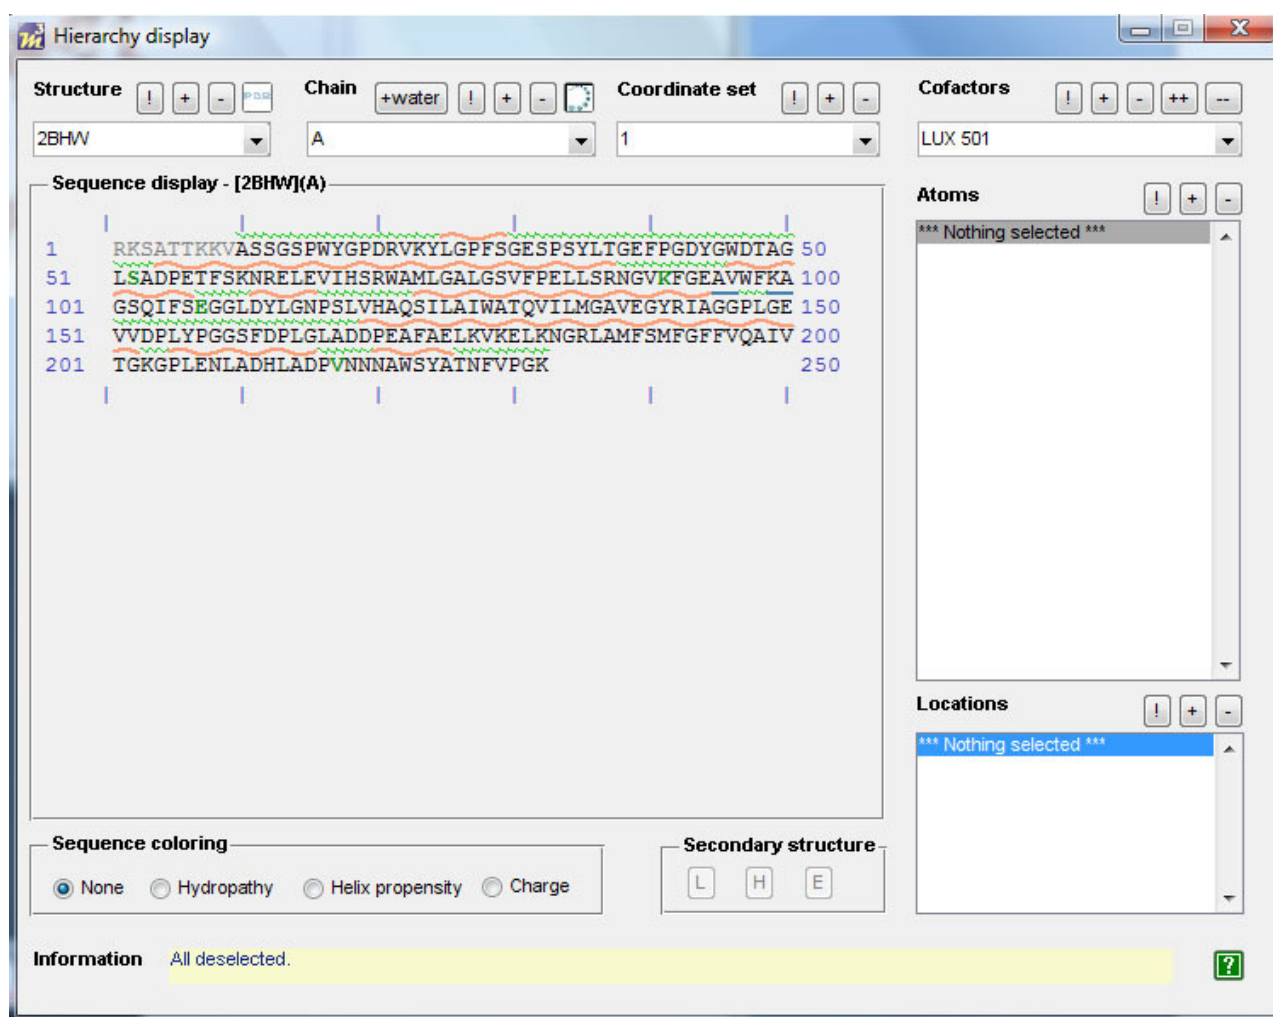 Hierarchy display
Structure ! + -
Chain +water ! + -
Coordinate set ! + -
Cofactors ! + - ++ --
2BHW
A
1
LUX 501
Sequence display - [2BHW](A)
1 RKSATTKKVASSGSPWYGPDRVKYLGPFSGESPSYLTGEFPGDYGWDTAG 50
51 LSADPETFSKNRELEVIHSRWAMLGALGSVFPELLSRNGVKFGEAVWFKA 100
101 GSQIFSEGGLDYLGNPSLVHAQSILAIWATQVILMGAVEGYRIAGGPLGE 150
151 VVDPLYPGGSFDPLGLADDPEAFAELKVKELKNGRLAMFSMFGFFVQAIV 200
201 TGKGPLENLADHLADPVNNNAWSYATNFVPGK 250
Atoms ! + -
*** Nothing selected ***
Locations ! + -
*** Nothing selected ***
Sequence coloring
None Hydropathy Helix propensity Charge
Secondary structure
L H E
Information All deselected.
?